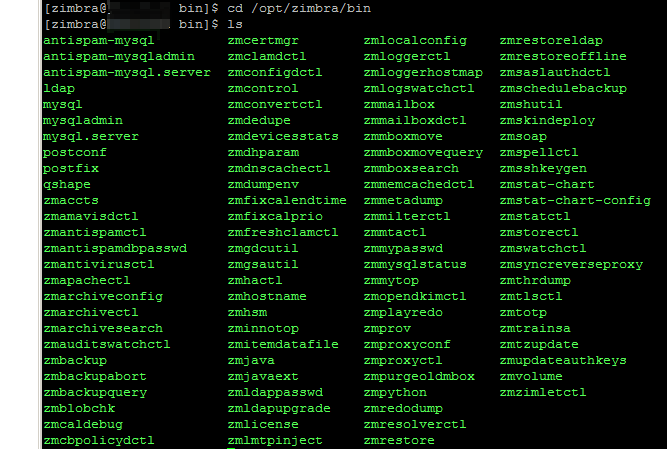 [zimbra@ bin]$ cd /opt/zimbra/bin
[zimbra@ bin]$ ls
antispam-mysql zmcertmgr zmlocalconfig zmrestoreldap
antispam-mysqladmin zmclamdctl zmloggerctl zmrestoreoffline
antispam-mysql.server zmconfigdctl zmloggerhostmap zmsaslauthdctl
ldap zmcontrol zmlogswatchctl zmschedulebackup
mysql zmconvertctl zmmailbox zmshutil
mysqladmin zmdedupe zmmailboxdctl zmskindeploy
mysql.server zmdevicesstats zmmboxmove zmsoap
postconf zmdhparam zmmboxmovequery zmspellctl
postfix zmdnscachectl zmmboxsearch zmsshkeygen
qshape zmdumpenv zmmemcachedctl zmstat-chart
zmaccts zmfixcalendtime zmmetadump zmstat-chart-config
zmamavisdctl zmfixcalprio zmmilterctl zmstatctl
zmantispamctl zmfreshclamctl zmmtactl zmstorectl
zmantispamdbpasswd zmgdcutil zmmypasswd zmswatchctl
zmantivirusctl zmgsautil zmmysqlstatus zmsyncreverseproxy
zmapachectl zmhactl zmmytop zmthrdump
zmarchiveconfig zmhostname zmopendkimctl zmtlsctl
zmarchivectl zmhsm zmplayredo zmtotp
zmarchivesearch zminnotop zmprov zmtrainsa
zmauditswatchctl zmitemdatafile zmproxyconf zmtzupdate
zmbackup zmjava zmproxyctl zmupdateauthkeys
zmbackupabort zmjavaext zmpurgeoldmbox zmvolume
zmbackupquery zmldappasswd zmpython zmzimletctl
zmblobchk zmldapupgrade zmredodump
zmcaldebug zmlicense zmresolverctl
zmcbpolicydctl zmlmtpinject zmrestore